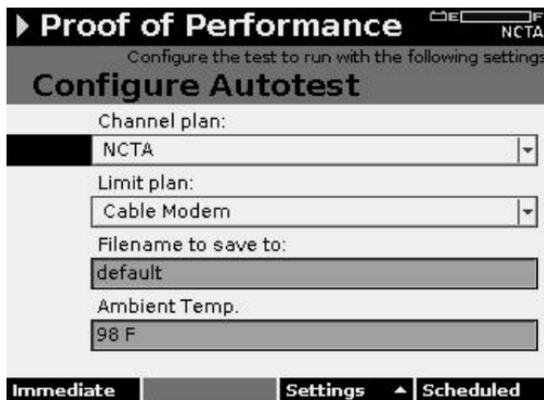 Proof of Performance
E F
NCTA
Configure the test to run with the following settings
Configure Autotest
Channel plan:
NCTA
Limit plan:
Cable Modem
Filename to save to:
default
Ambient Temp.
98 F
Immediate Settings Scheduled